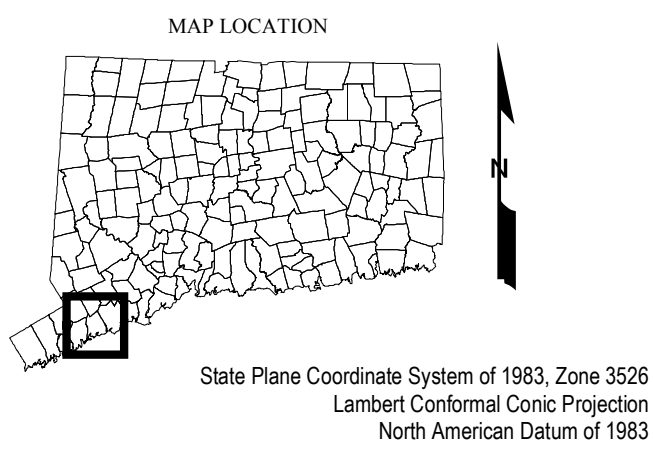 MAP LOCATION
N
State Plane Coordinate System of 1983, Zone 3526
Lambert Conformal Conic Projection
North American Datum of 1983